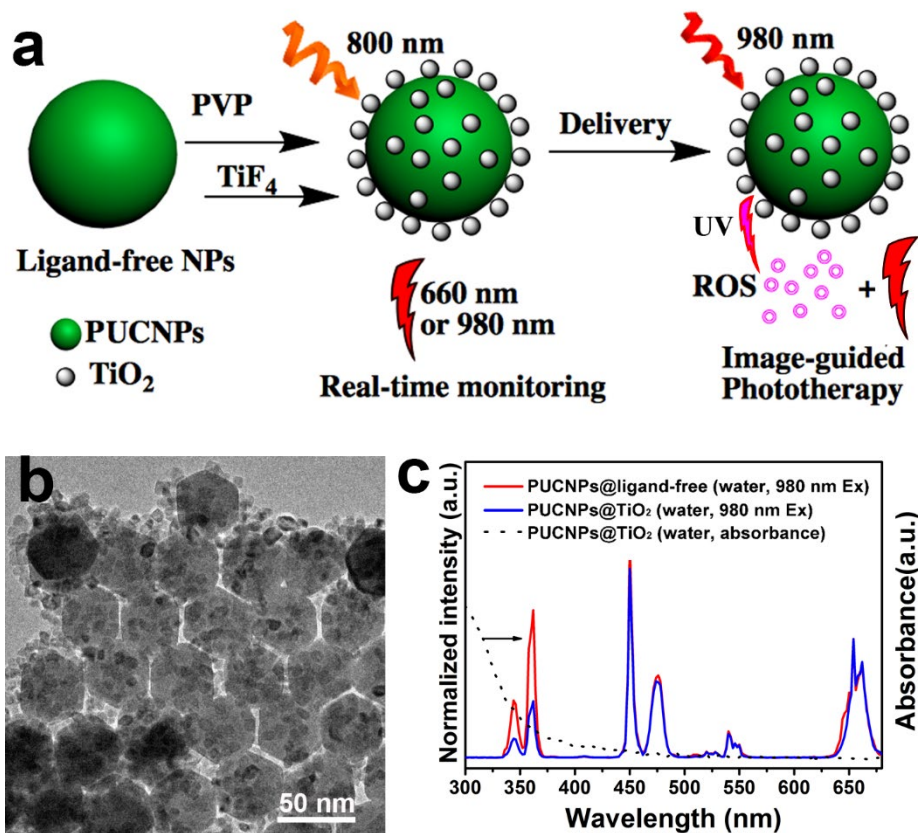 a
800 nm
980 nm
PVP
TiF₄
Delivery
UV
Ligand-free NPs
660 nm
or 980 nm
ROS
+
PUCNPs
TiO₂
Real-time monitoring
Image-guided
Phototherapy
b
50 nm
c
PUCNPs@ligand-free (water, 980 nm Ex)
PUCNPs@TiO₂ (water, 980 nm Ex)
PUCNPs@TiO₂ (water, absorbance)
Normalized intensity (a.u.)
Absorbance(a.u.)
300 350 400 450 500 550 600 650
Wavelength (nm)